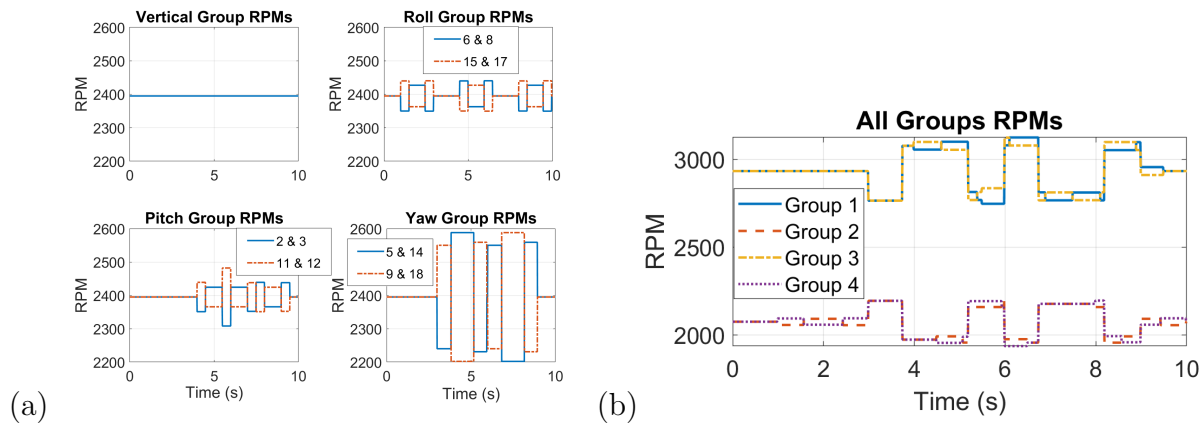 Vertical Group RPMs
2600
2500
2400
2300
2200
RPM
0 5 10
Roll Group RPMs
6 & 8
15 & 17
2600
2500
2400
2300
2200
RPM
0 5 10
Pitch Group RPMs
2 & 3
11 & 12
2600
2500
2400
2300
2200
RPM
0 5 10
Time (s)
Yaw Group RPMs
5 & 14
9 & 18
2600
2500
2400
2300
2200
RPM
0 5 10
Time (s)
(a)
All Groups RPMs
3000
2500
2000
RPM
Group 1
Group 2
Group 3
Group 4
0 2 4 6 8 10
Time (s)
(b)